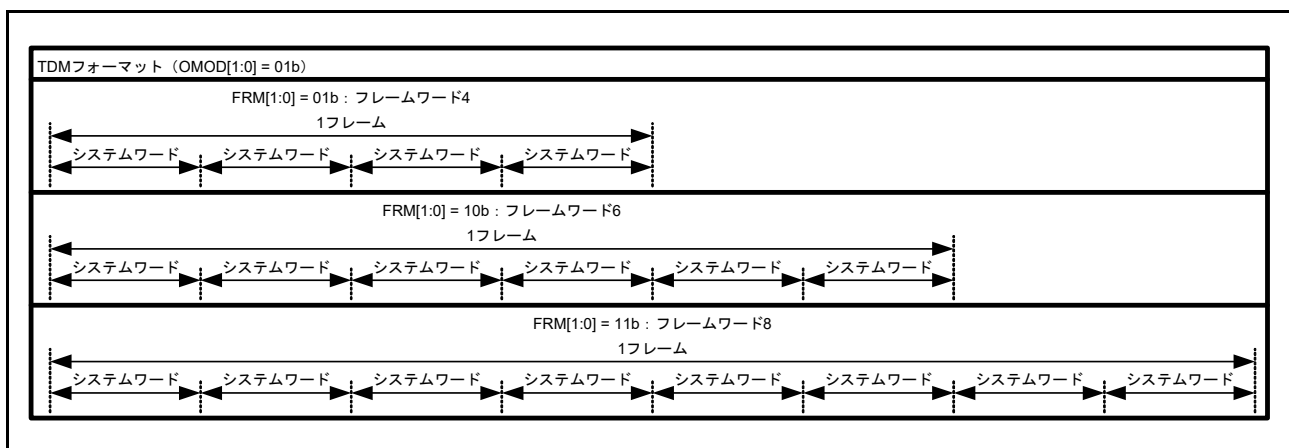 TDMフォーマット（OMOD[1:0] = 01b）
FRM[1:0] = 01b：フレームワード4
1フレーム
システムワード システムワード システムワード システムワード
FRM[1:0] = 10b：フレームワード6
1フレーム
システムワード システムワード システムワード システムワード システムワード システムワード
FRM[1:0] = 11b：フレームワード8
1フレーム
システムワード システムワード システムワード システムワード システムワード システムワード システムワード システムワード